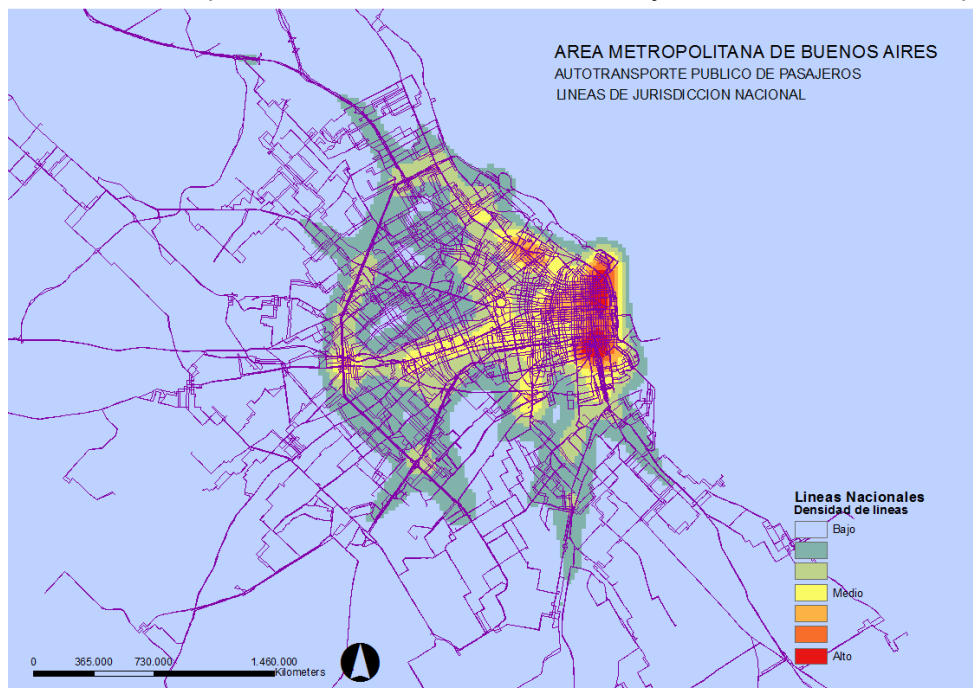 AREA METROPOLITANA DE BUENOS AIRES
AUTOTRANSPORTE PUBLICO DE PASAJEROS
LINEAS DE JURISDICCION NACIONAL
Lineas Nacionales
Densidad de lineas
Bajo
Medio
Alto
0 365.000 730.000 1.460.000
Kilometers